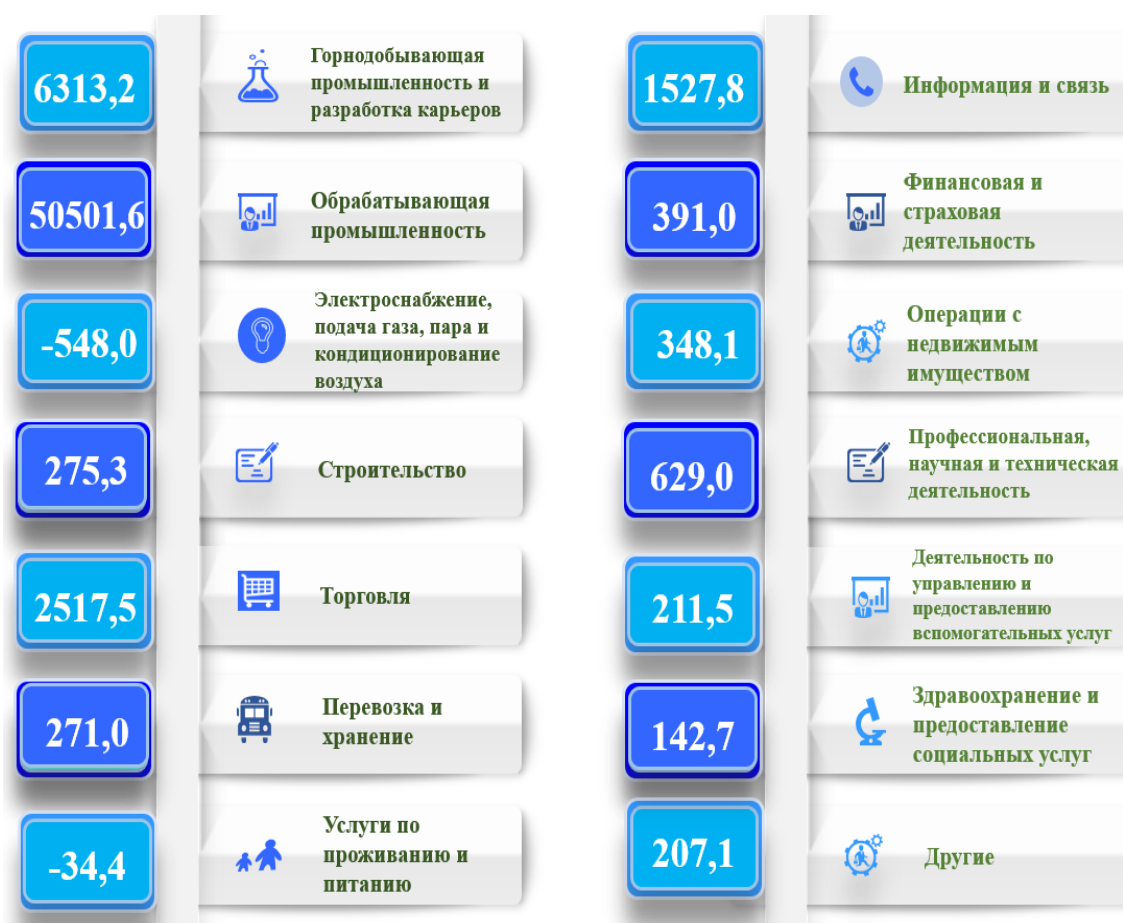 6313,2
Горнодобывающая
промышленность и
разработка карьеров
50501,6
Обрабатывающая
промышленность
-548,0
Электроснабжение,
подача газа, пара и
кондиционирование
воздуха
275,3
Строительство
2517,5
Торговля
271,0
Перевозка и
хранение
-34,4
Услуги по
проживанию и
питанию
1527,8
Информация и связь
391,0
Финансовая и
страховая
деятельность
348,1
Операции с
недвижимым
имуществом
629,0
Профессиональная,
научная и техническая
деятельность
211,5
Деятельность по
управлению и
предоставлению
вспомогательных услуг
142,7
Здравоохранение и
предоставление
социальных услуг
207,1
Другие